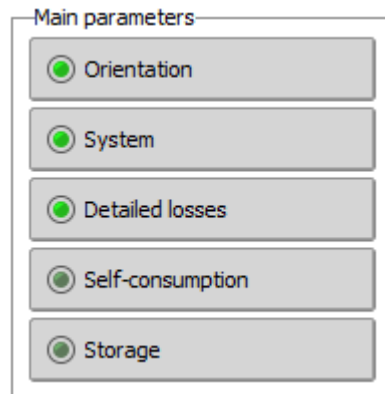 Main parameters
Orientation
System
Detailed losses
Self-consumption
Storage